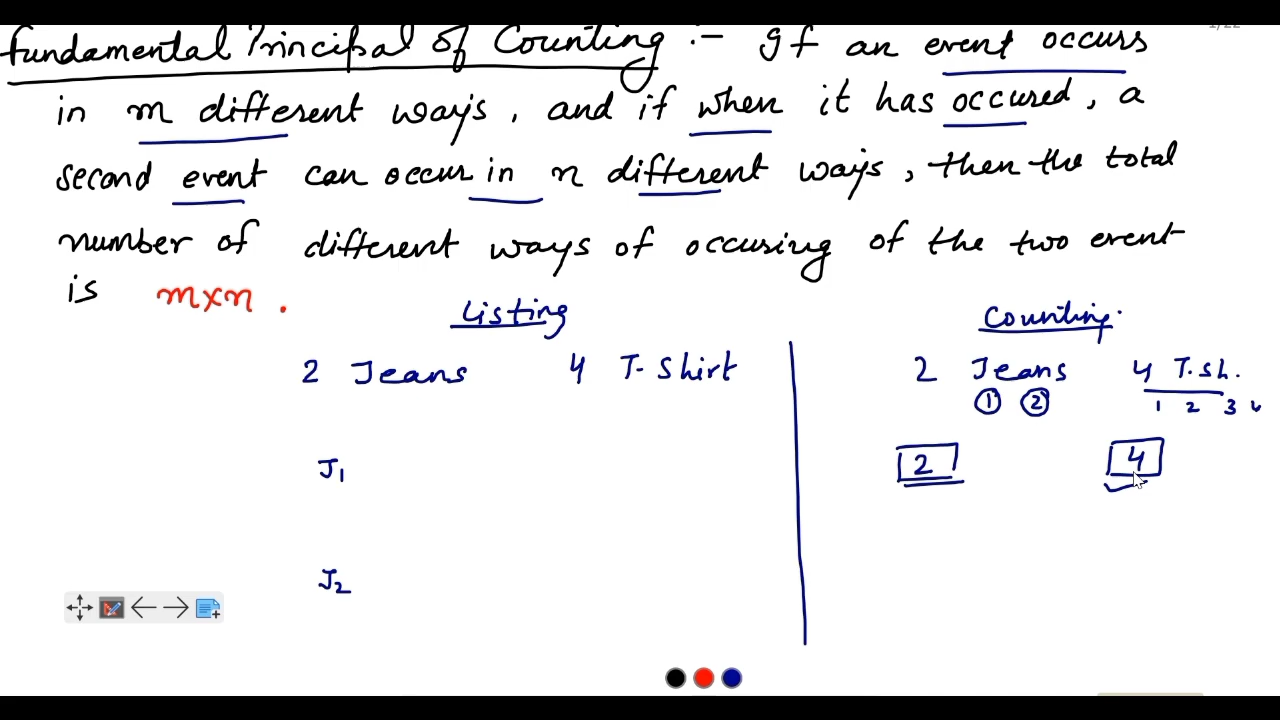 Fundamental Principal of Counting :- If an event occurs
in m different ways, and if when it has occured, a
second event can occur in n different ways, then the total
number of different ways of occusing of the two event
is m×n .
Listing
Counting.
2 Jeans 4 T-Shirt
2 Jeans 4 T.sh.
1 2 1 2 3 4
J1
2 4
J2